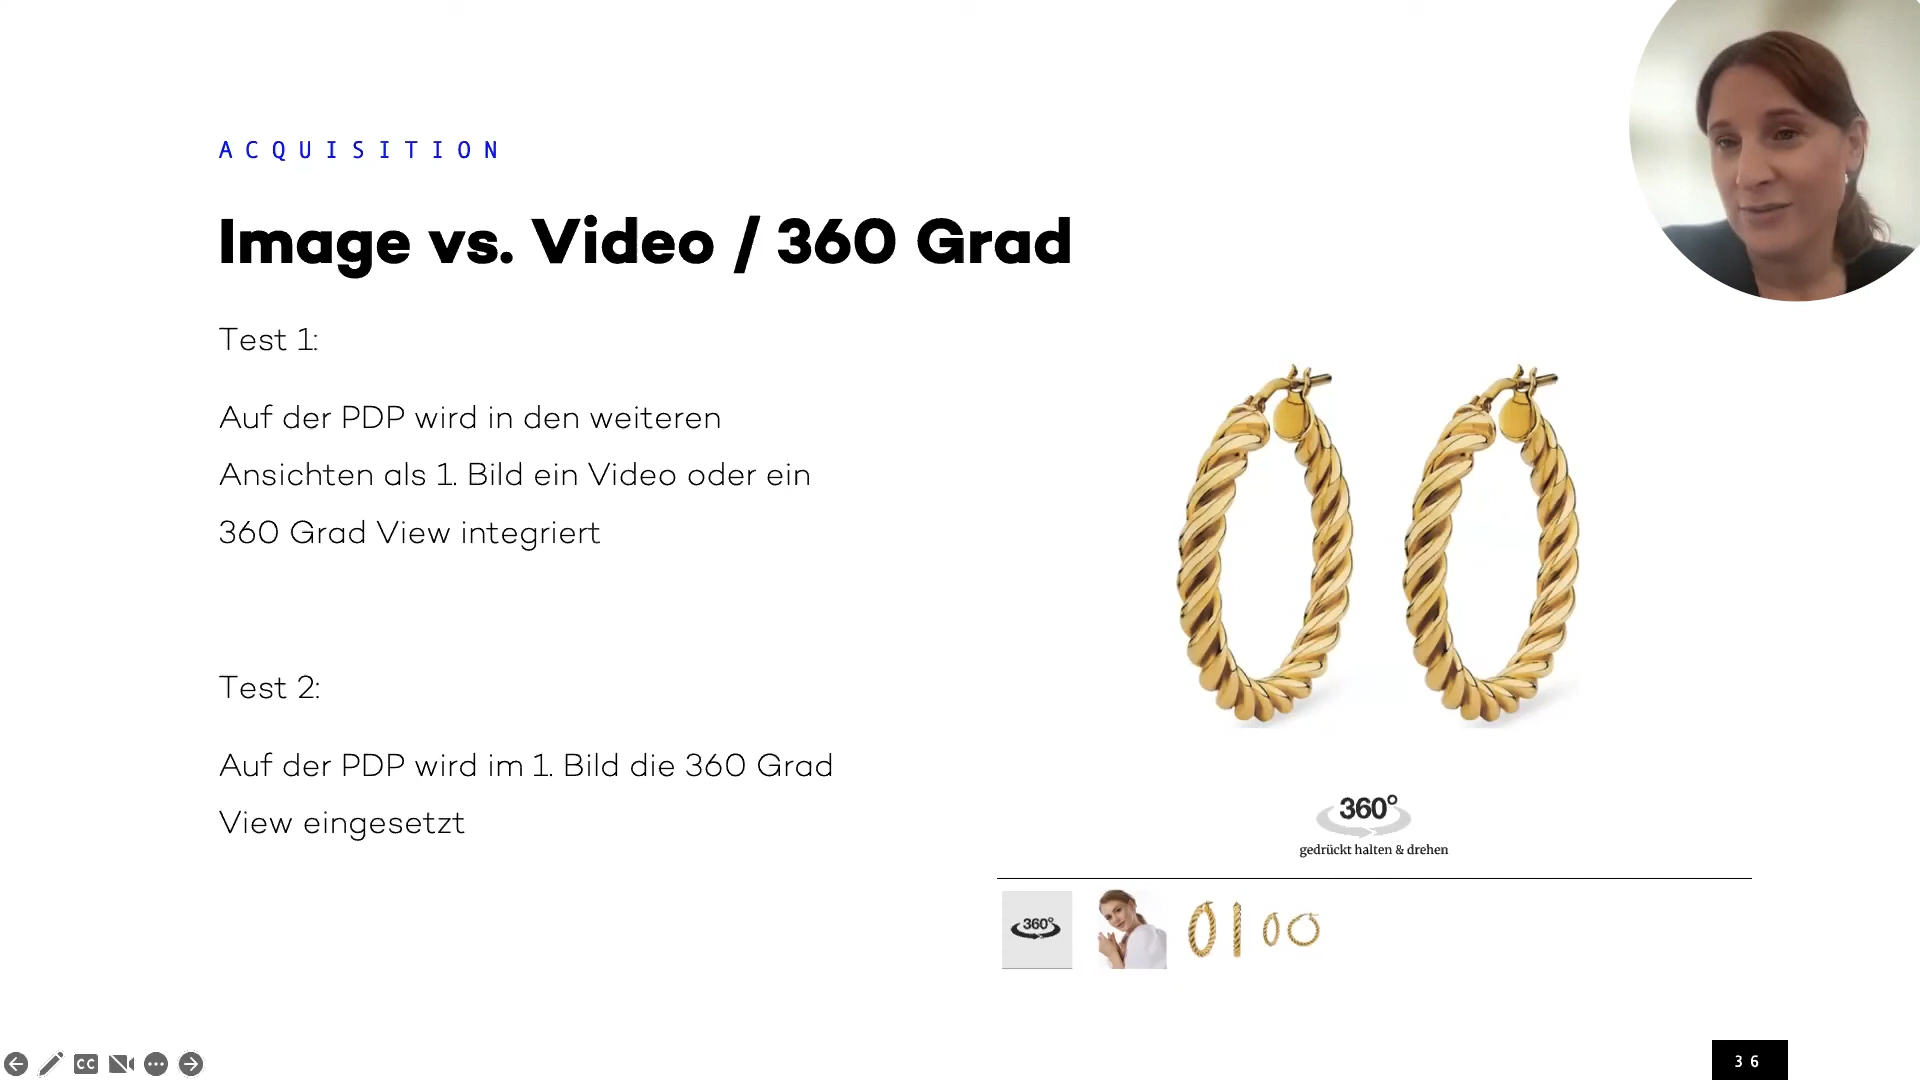 ACQUISITION
Image vs. Video / 360 Grad
Test 1:
Auf der PDP wird in den weiteren
Ansichten als 1. Bild ein Video oder ein
360 Grad View integriert
Test 2:
Auf der PDP wird im 1. Bild die 360 Grad
View eingesetzt
360°
gedrückt halten & drehen
360°
CC
36